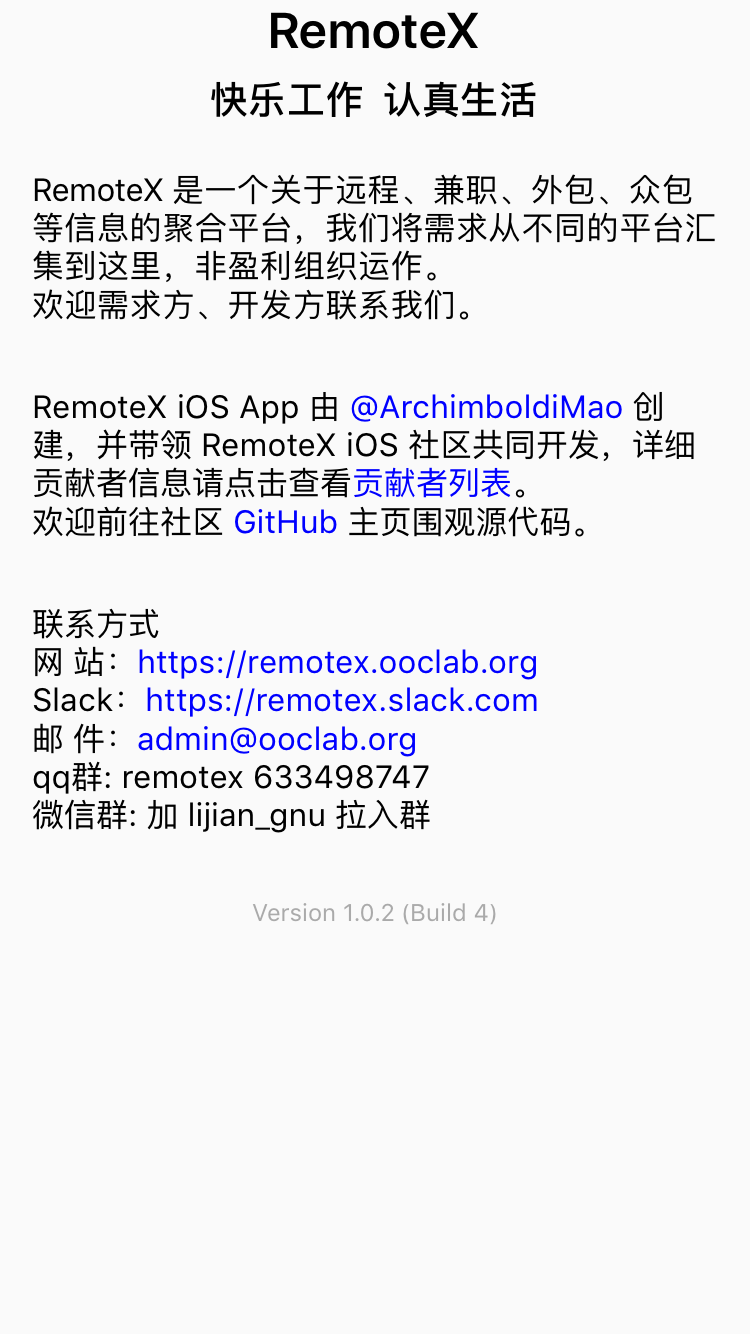 RemoteX
快乐工作 认真生活
RemoteX 是一个关于远程、兼职、外包、众包
等信息的聚合平台，我们将需求从不同的平台汇
集到这里，非盈利组织运作。
欢迎需求方、开发方联系我们。
RemoteX iOS App 由 @ArchimboldiMao 创
建，并带领 RemoteX iOS 社区共同开发，详细
贡献者信息请点击查看贡献者列表。
欢迎前往社区 GitHub 主页围观源代码。
联系方式
网 站：https://remotex.ooclab.org
Slack：https://remotex.slack.com
邮 件：admin@ooclab.org
qq群: remotex 633498747
微信群: 加 lijian_gnu 拉入群
Version 1.0.2 (Build 4)